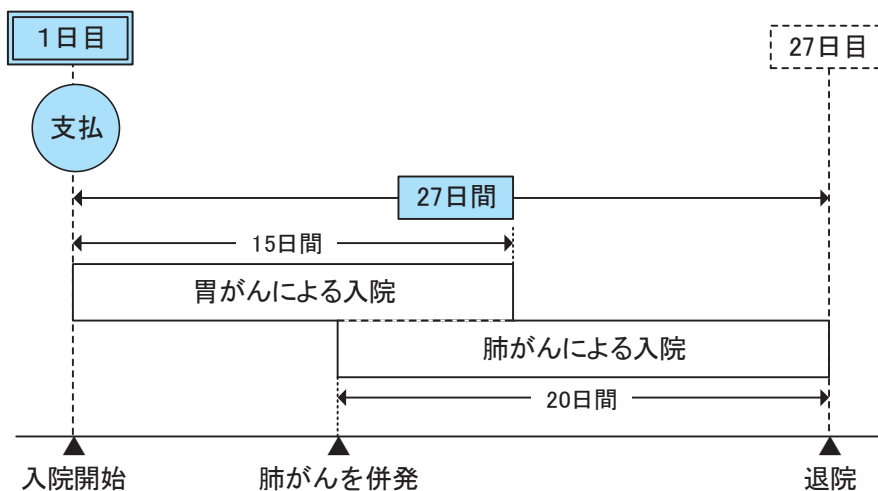 1日目
27日目
支払
27日間
15日間
胃がんによる入院
肺がんによる入院
20日間
入院開始
肺がんを併発
退院